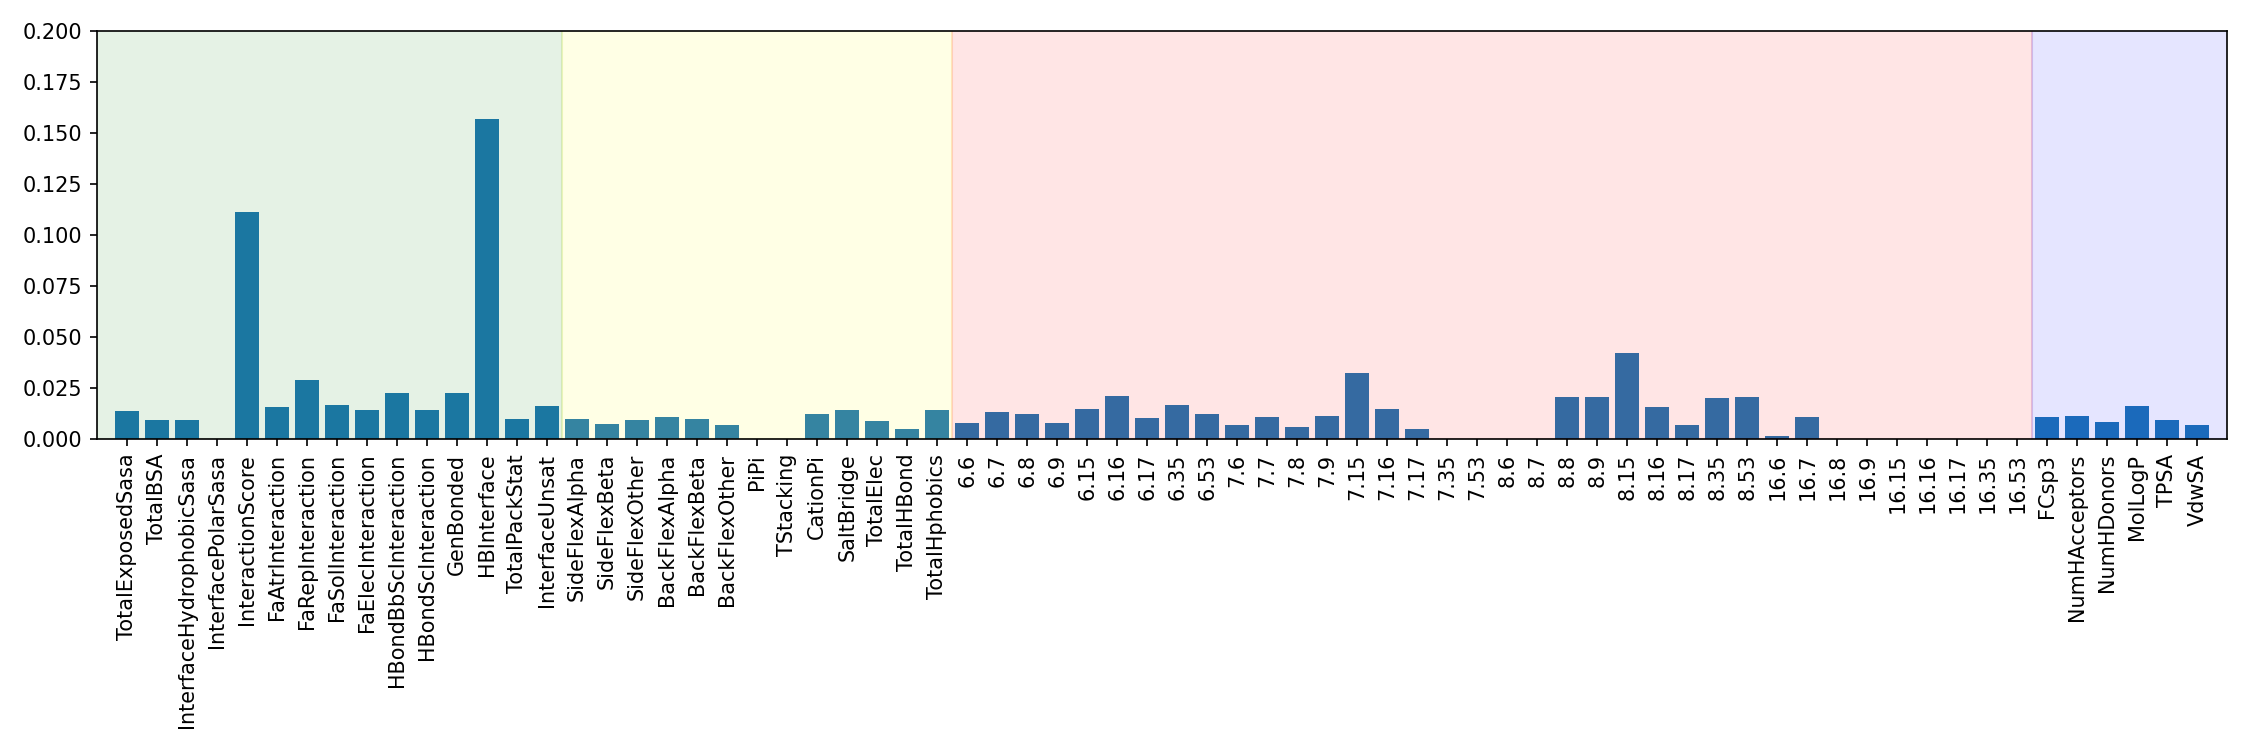 0.200
0.175
0.150
0.125
0.100
0.075
0.050
0.025
0.000
TotalExposedSasa
TotalBSA
InterfaceHydrophobicSasa
InterfacePolarSasa
InteractionScore
FaAtrInteraction
FaRepInteraction
FaSolInteraction
FaElecInteraction
HBondBbScInteraction
HBondScInteraction
GenBonded
HBInterface
TotalPackStat
InterfaceUnsat
SideFlexAlpha
SideFlexBeta
SideFlexOther
BackFlexAlpha
BackFlexBeta
BackFlexOther
PiPi
TStacking
CationPi
SaltBridge
TotalElec
TotalHBond
TotalHphobics
6.6
6.7
6.8
6.9
6.15
6.16
6.17
6.35
6.53
7.6
7.7
7.8
7.9
7.15
7.16
7.17
7.35
7.53
8.6
8.7
8.8
8.9
8.15
8.16
8.17
8.35
8.53
16.6
16.7
16.8
16.9
16.15
16.16
16.17
16.35
16.53
FCsp3
NumHAcceptors
NumHDonors
MolLogP
TPSA
VdwSA